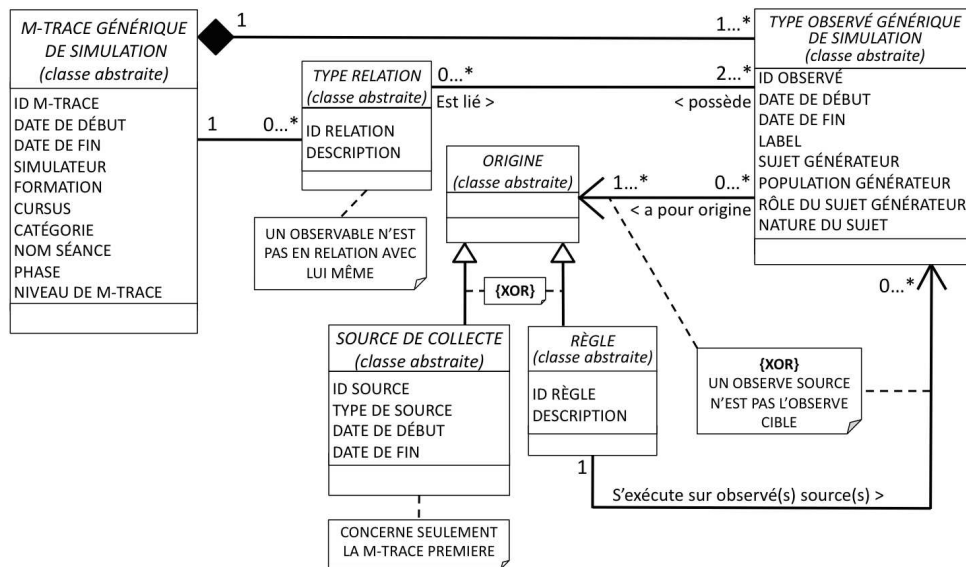 M-TRACE GÉNÉRIQUE
DE SIMULATION
(classe abstraite)
ID M-TRACE
DATE DE DÉBUT
DATE DE FIN
SIMULATEUR
FORMATION
CURSUS
CATÉGORIE
NOM SÉANCE
PHASE
NIVEAU DE M-TRACE
1
1...*
1
0...*
TYPE RELATION
(classe abstraite)
ID RELATION
DESCRIPTION
0...*
Est lié >
2...*
< possède
TYPE OBSERVÉ GÉNÉRIQUE
DE SIMULATION
(classe abstraite)
ID OBSERVÉ
DATE DE DÉBUT
DATE DE FIN
LABEL
SUJET GÉNÉRATEUR
POPULATION GÉNÉRATEUR
RÔLE DU SUJET GÉNÉRATEUR
NATURE DU SUJET
UN OBSERVABLE N'EST
PAS EN RELATION AVEC
LUI MÊME
ORIGINE
(classe abstraite)
1...*
0...*
< a pour origine
{XOR}
0...*
SOURCE DE COLLECTE
(classe abstraite)
ID SOURCE
TYPE DE SOURCE
DATE DE DÉBUT
DATE DE FIN
RÈGLE
(classe abstraite)
ID RÈGLE
DESCRIPTION
{XOR}
UN OBSERVE SOURCE
N'EST PAS L'OBSERVE
CIBLE
1
S'exécute sur observé(s) source(s) >
CONCERNE SEULEMENT
LA M-TRACE PREMIERE